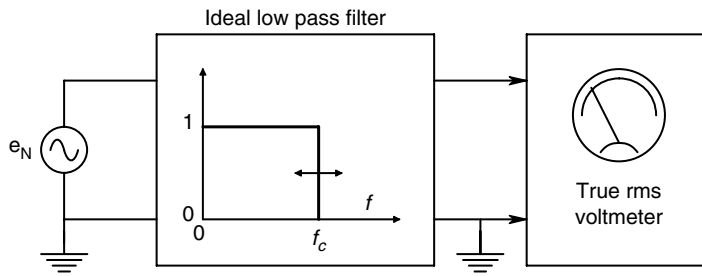 Ideal low pass filter
1
e_N
0
0
f_c
f
True rms
voltmeter